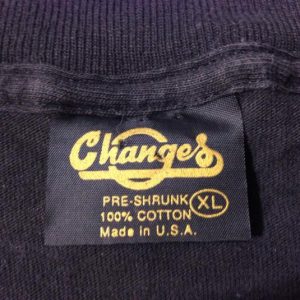 Changes
PRE-SHRUNK XL
100% COTTON
Made in U.S.A.